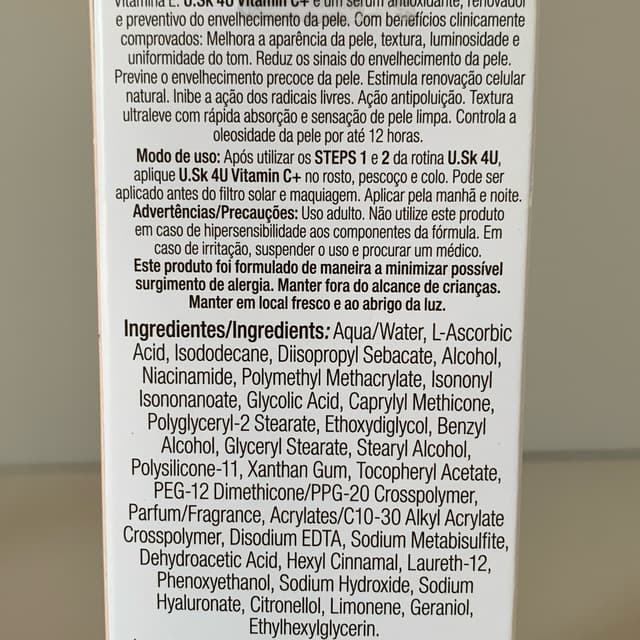 Vitamina E. U.SK 4U Vitamin C+ é um sérum antioxidante, renovador
e preventivo do envelhecimento da pele. Com benefícios clinicamente
comprovados: Melhora a aparência da pele, textura, luminosidade e
uniformidade do tom. Reduz os sinais do envelhecimento da pele.
Previne o envelhecimento precoce da pele. Estimula renovação celular
natural. Inibe a ação dos radicais livres. Ação antipoluição. Textura
ultraleve com rápida absorção e sensação de pele limpa. Controla a
oleosidade da pele por até 12 horas.
Modo de uso: Após utilizar os STEPS 1 e 2 da rotina U.Sk 4U,
aplique U.Sk 4U Vitamin C+ no rosto, pescoço e colo. Pode ser
aplicado antes do filtro solar e maquiagem. Aplicar pela manhã e noite.
Advertências/Precauções: Uso adulto. Não utilize este produto
em caso de hipersensibilidade aos componentes da fórmula. Em
caso de irritação, suspender o uso e procurar um médico.
Este produto foi formulado de maneira a minimizar possível
surgimento de alergia. Manter fora do alcance de crianças.
Manter em local fresco e ao abrigo da luz.
Ingredientes/Ingredients: Aqua/Water, L-Ascorbic
Acid, Isododecane, Diisopropyl Sebacate, Alcohol,
Niacinamide, Polymethyl Methacrylate, Isononyl
Isononanoate, Glycolic Acid, Caprylyl Methicone,
Polyglyceryl-2 Stearate, Ethoxydiglycol, Benzyl
Alcohol, Glyceryl Stearate, Stearyl Alcohol,
Polysilicone-11, Xanthan Gum, Tocopheryl Acetate,
PEG-12 Dimethicone/PPG-20 Crosspolymer,
Parfum/Fragrance, Acrylates/C10-30 Alkyl Acrylate
Crosspolymer, Disodium EDTA, Sodium Metabisulfite,
Dehydroacetic Acid, Hexyl Cinnamal, Laureth-12,
Phenoxyethanol, Sodium Hydroxide, Sodium
Hyaluronate, Citronellol, Limonene, Geraniol,
Ethylhexylglycerin.